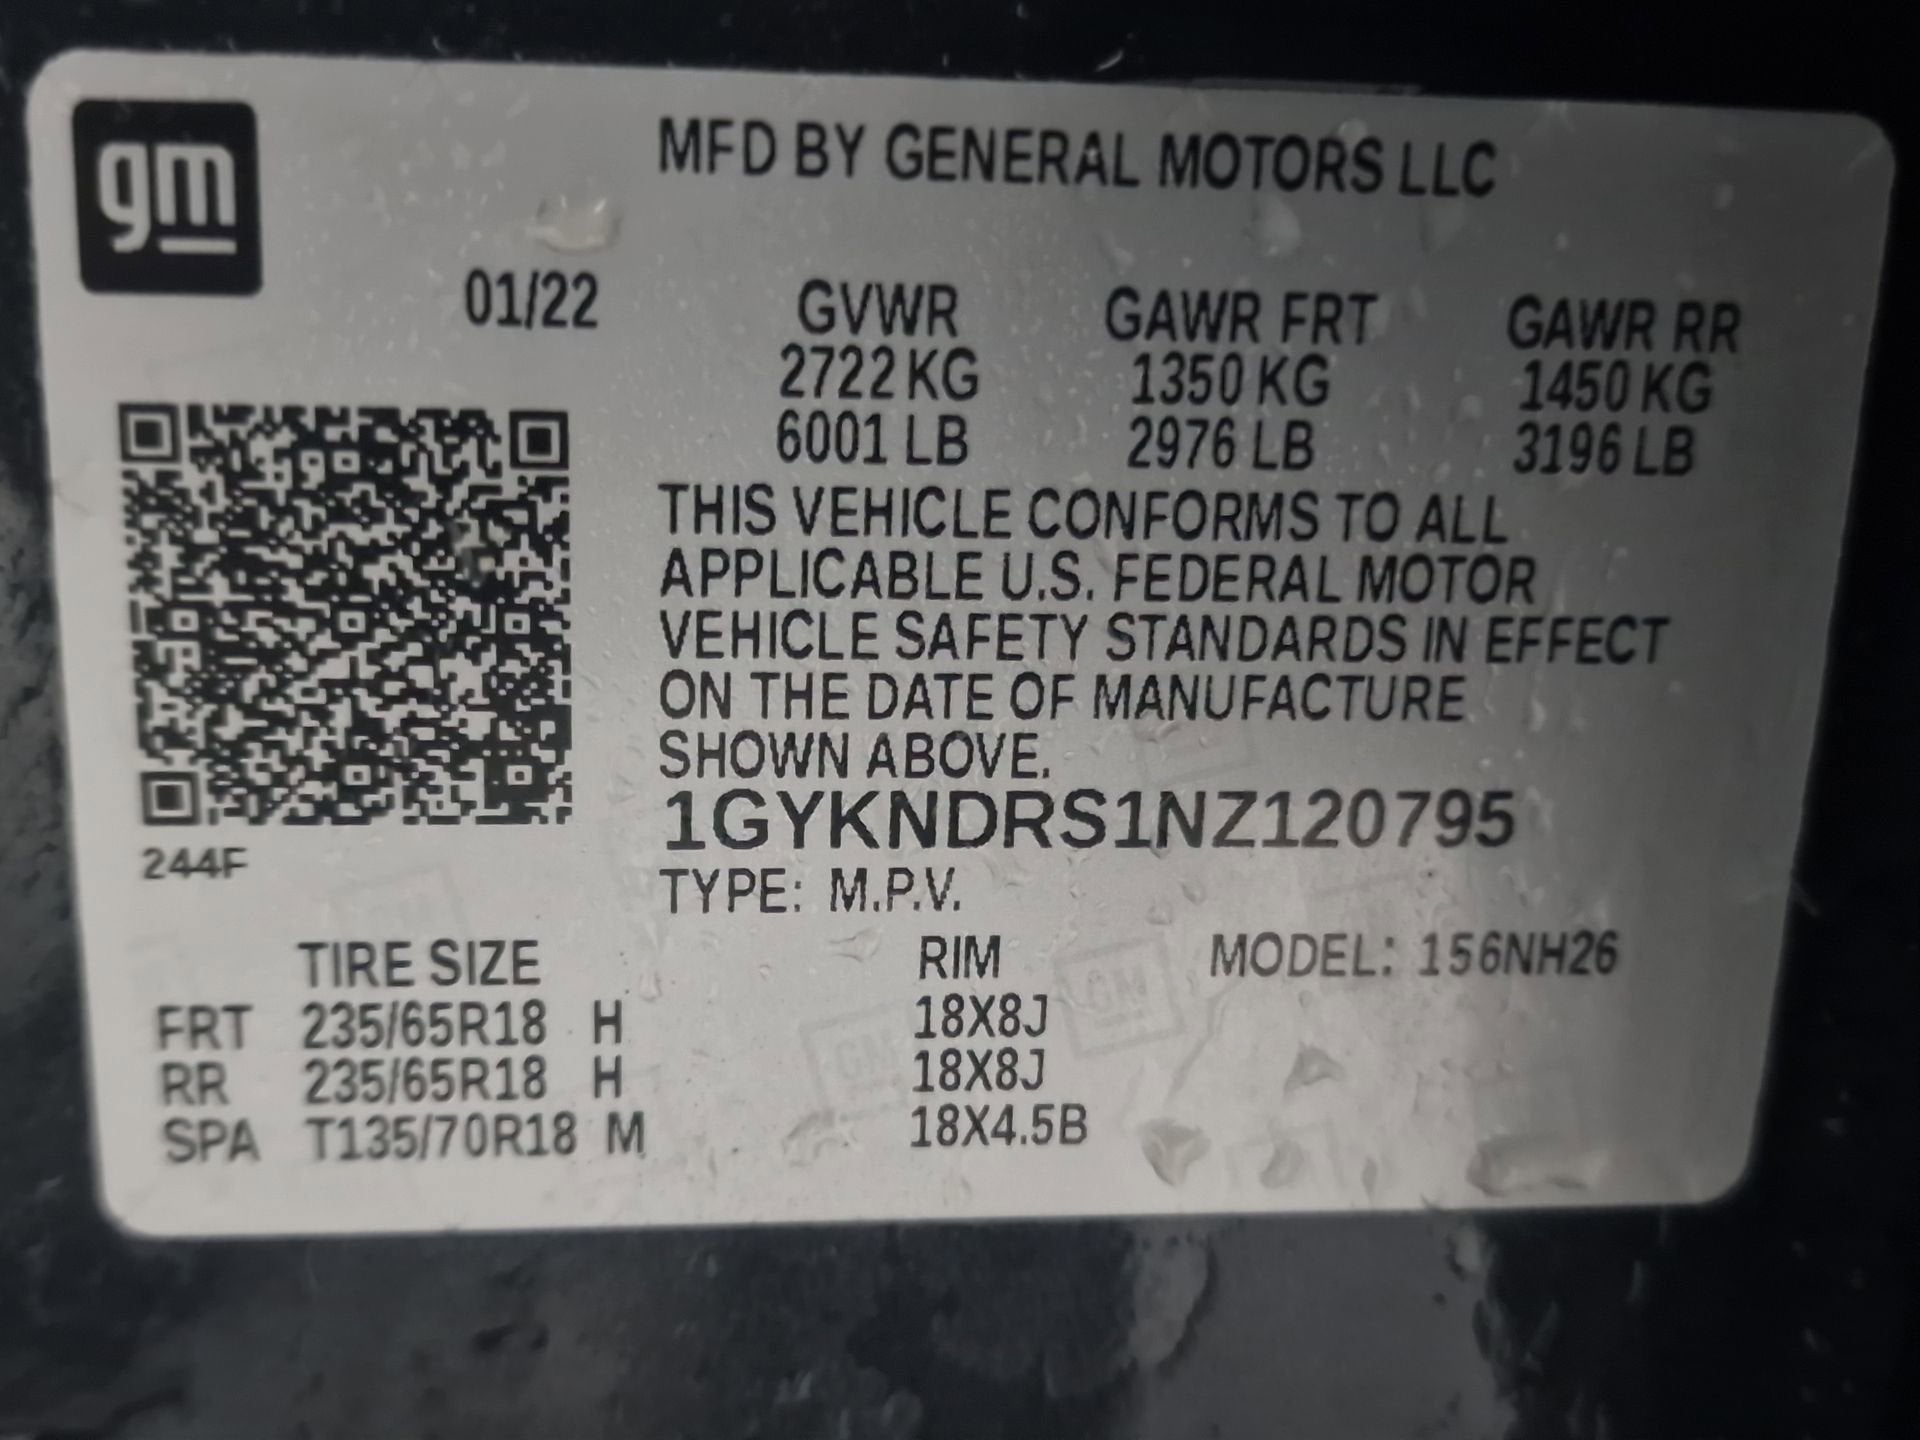 gm
MFD BY GENERAL MOTORS LLC
01/22 GVWR GAWR FRT GAWR RR
2722 KG 1350 KG 1450 KG
6001 LB 2976 LB 3196 LB
THIS VEHICLE CONFORMS TO ALL
APPLICABLE U.S. FEDERAL MOTOR
VEHICLE SAFETY STANDARDS IN EFFECT
ON THE DATE OF MANUFACTURE
SHOWN ABOVE.
1GYKNDRS1NZ120795
244F
TYPE: M.P.V.
TIRE SIZE RIM MODEL: 156NH26
FRT 235/65R18 H 18X8J
RR 235/65R18 H 18X8J
SPA T135/70R18 M 18X4.5B
GM
GM
GM